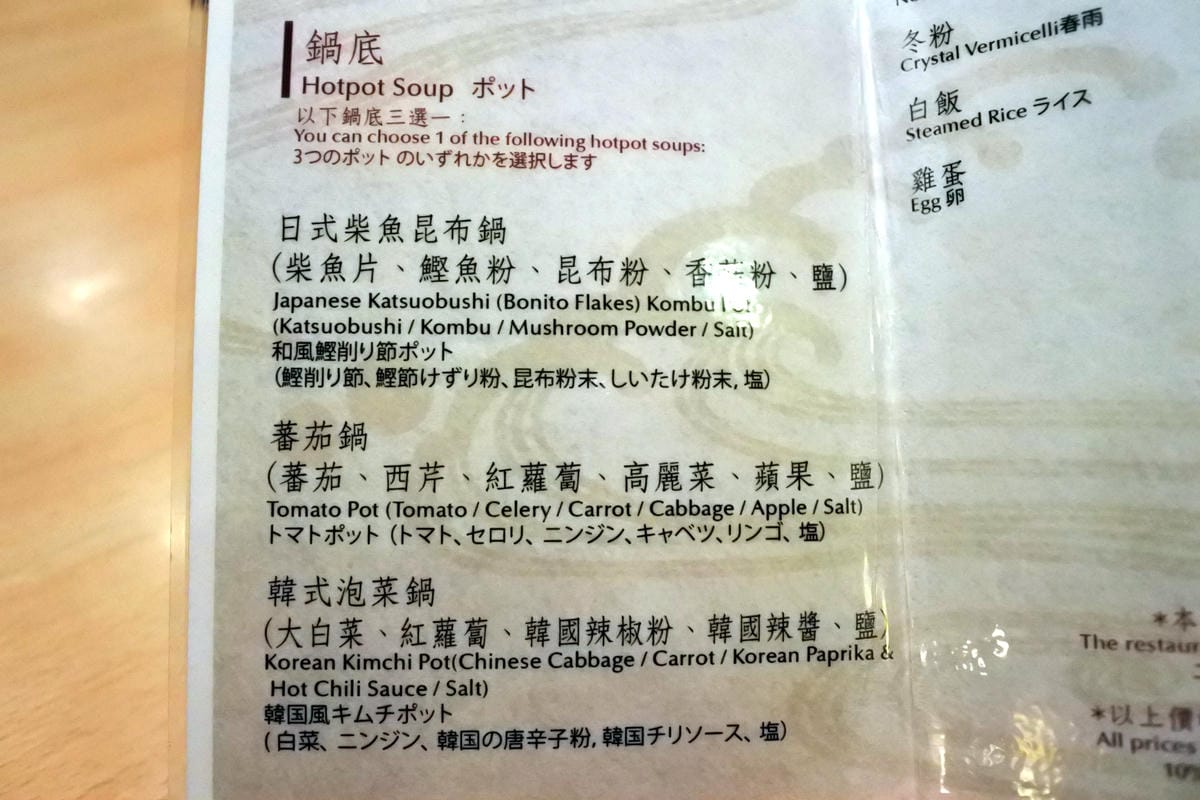 鍋底
Hotpot Soup ポット
以下鍋底三選一：
You can choose 1 of the following hotpot soups:
3つのポット のいずれかを選択します
日式柴魚昆布鍋
(柴魚片、鰹魚粉、昆布粉、香菇粉、鹽)
Japanese Katsuobushi (Bonito Flakes) Kombu Pot
(Katsuobushi / Kombu / Mushroom Powder / Salt)
和風鰹削り節ポット
(鰹削り節、鰹節けずり粉、昆布粉末、しいたけ粉末, 塩)
蕃茄鍋
(蕃茄、西芹、紅蘿蔔、高麗菜、蘋果、鹽)
Tomato Pot (Tomato / Celery / Carrot / Cabbage / Apple / Salt)
トマトポット (トマト、セロリ、ニンジン、キャベツ、リンゴ、塩)
韓式泡菜鍋
(大白菜、紅蘿蔔、韓國辣椒粉、韓國辣醬、鹽)
Korean Kimchi Pot(Chinese Cabbage / Carrot / Korean Paprika &
Hot Chili Sauce / Salt)
韓国風キムチポット
( 白菜、ニンジン、韓国の唐辛子粉, 韓国チリソース、塩)
冬粉
Crystal Vermicelli春雨
白飯
Steamed Rice ライス
雞蛋
Egg 卵
*本
The restaur
*以上價
All prices
10%